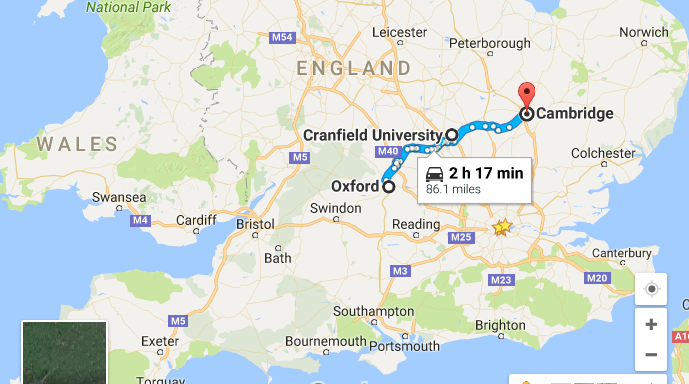 National Park
M54
Leicester
Peterborough
Norwich
ENGLAND
Cambridge
Cranfield University
WALES
M40
M5
Colchester
2 h 17 min
86.1 miles
Oxford
Swansea
Swindon
M4
Cardiff
Bristol
Reading
M25
Bath
Canterbury
M3
M23
M20
Southampton
M5
Brighton
Exeter
Bournemouth
Portsmouth
Torquay